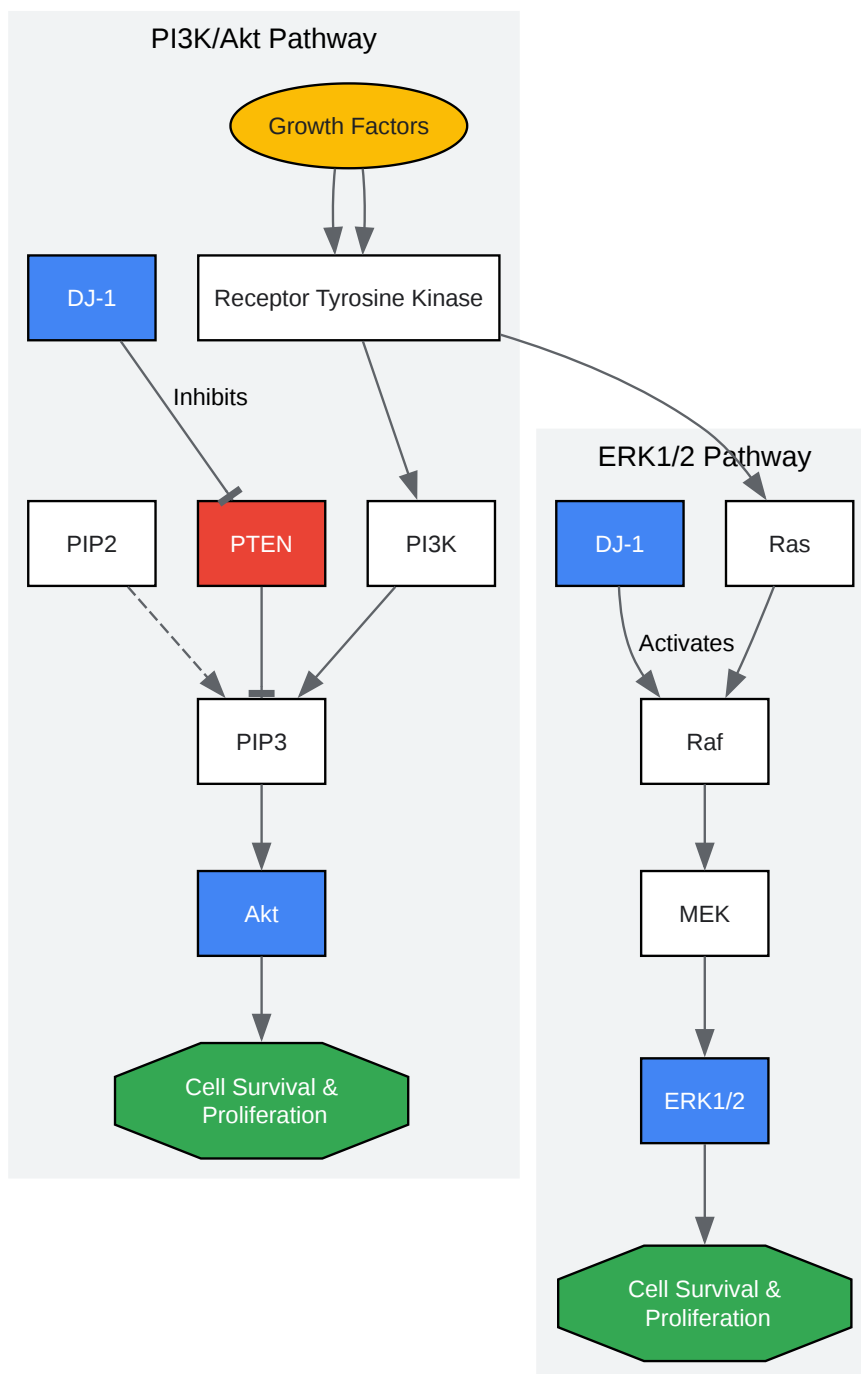 PI3K/Akt Pathway
Growth Factors
DJ-1
Receptor Tyrosine Kinase
Inhibits
PIP2
PTEN
PI3K
PIP3
Akt
Cell Survival &
Proliferation
ERK1/2 Pathway
DJ-1
Ras
Activates
Raf
MEK
ERK1/2
Cell Survival &
Proliferation